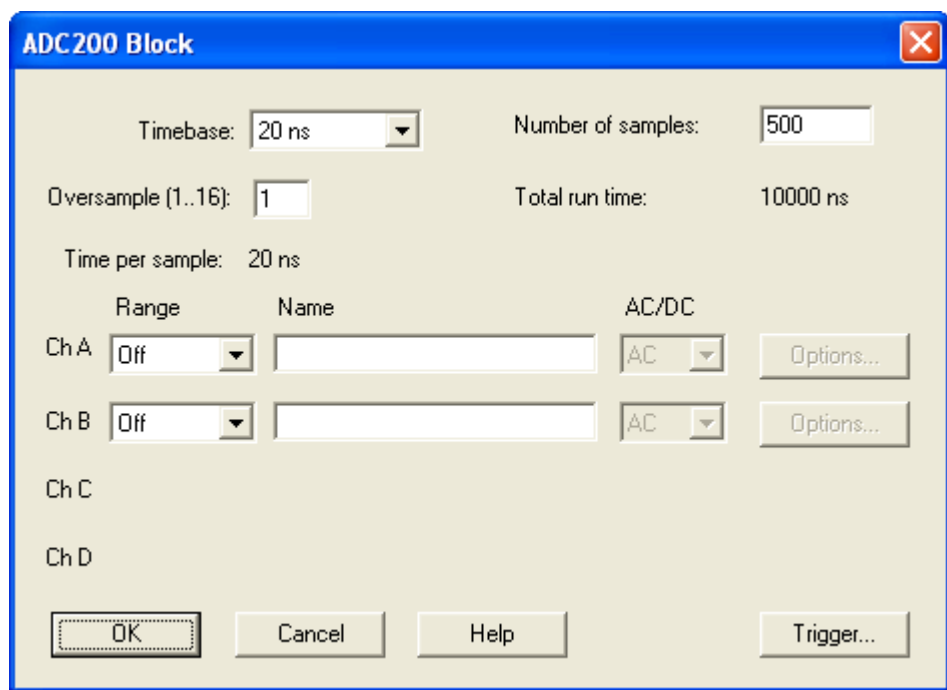 ADC200 Block
Timebase: 20 ns Number of samples: 500
Oversample (1..16): 1 Total run time: 10000 ns
Time per sample: 20 ns
Range Name AC/DC
Ch A Off AC Options...
Ch B Off AC Options...
Ch C
Ch D
OK Cancel Help Trigger...